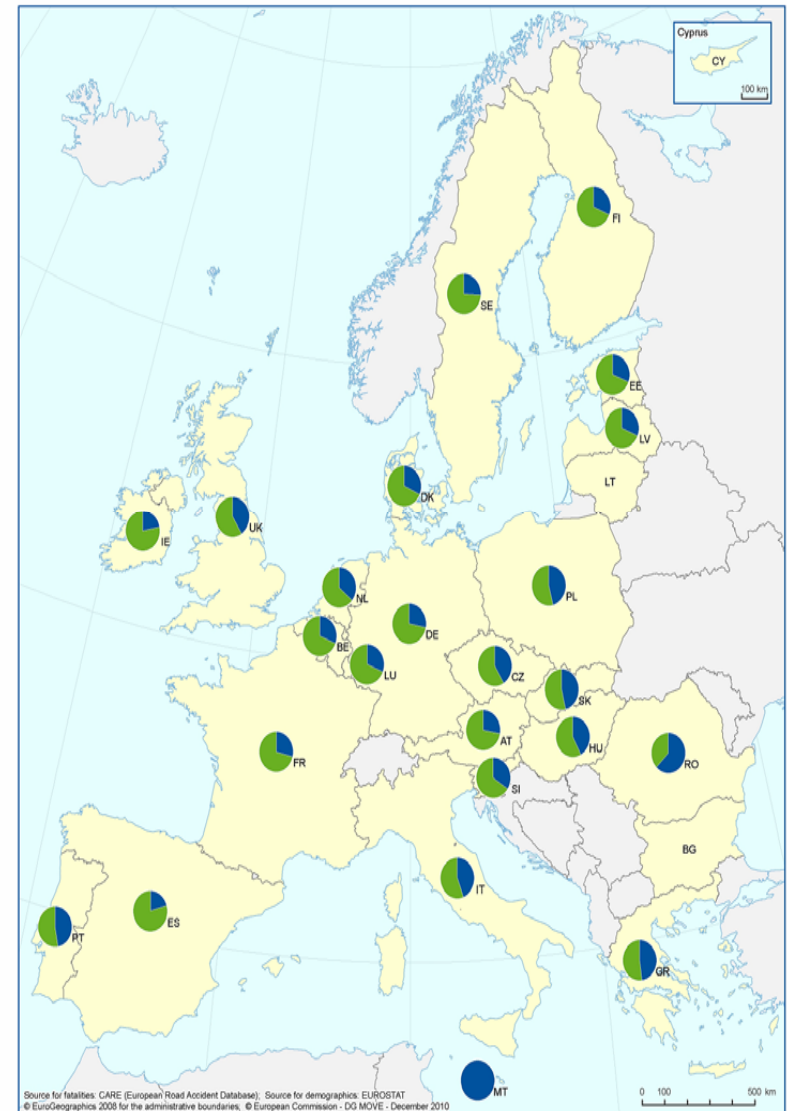 Cyprus
CY
100 km
FI
SE
EE
LV
LT
DK
IE
UK
NL
PL
DE
BE
LU
CZ
SK
AT
HU
FR
RO
SI
BG
IT
ES
PT
GR
MT
Source for fatalities: CARE (European Road Accident Database); Source for demographics: EUROSTAT
© EuroGeographics 2008 for the administrative boundaries; © European Commission - DG MOVE - December 2010
0 100 500 km